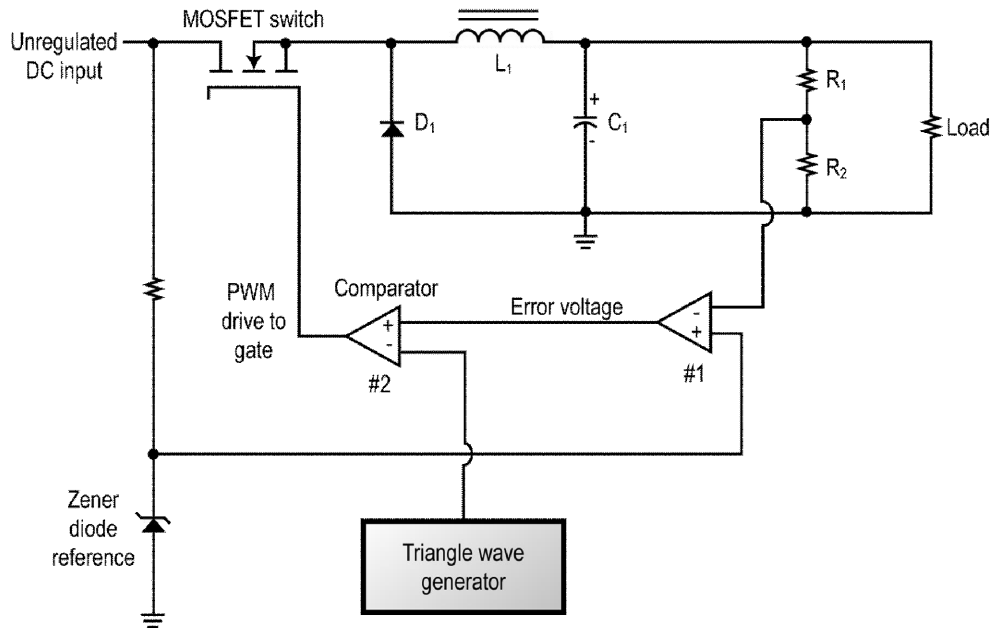 MOSFET switch
Unregulated
DC input
L₁
D₁
+
C₁
-
R₁
R₂
Load
PWM
drive to
gate
Comparator
+
-
#2
Error voltage
-
+
#1
Zener
diode
reference
Triangle wave
generator